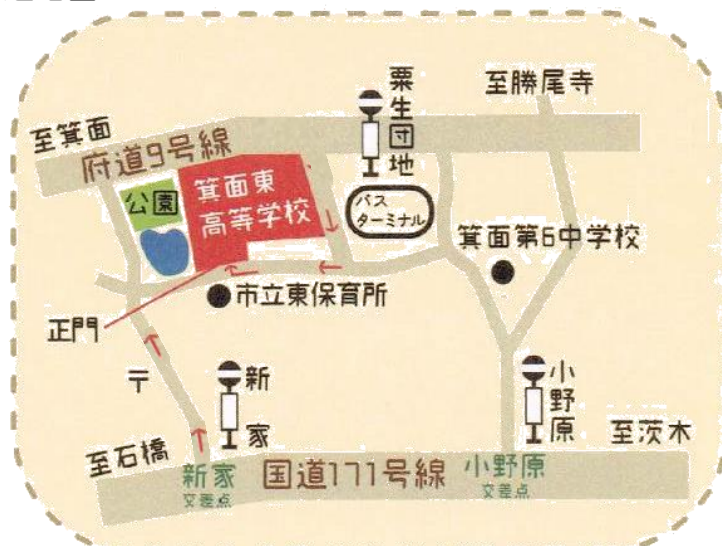 至箕面
府道9号線
粟生団地
至勝尾寺
公園
箕面東
高等学校
バス
ターミナル
箕面第6中学校
市立東保育所
正門
〒
新家
小野原
至石橋
至茨木
新家
交差点
国道171号線
小野原
交差点